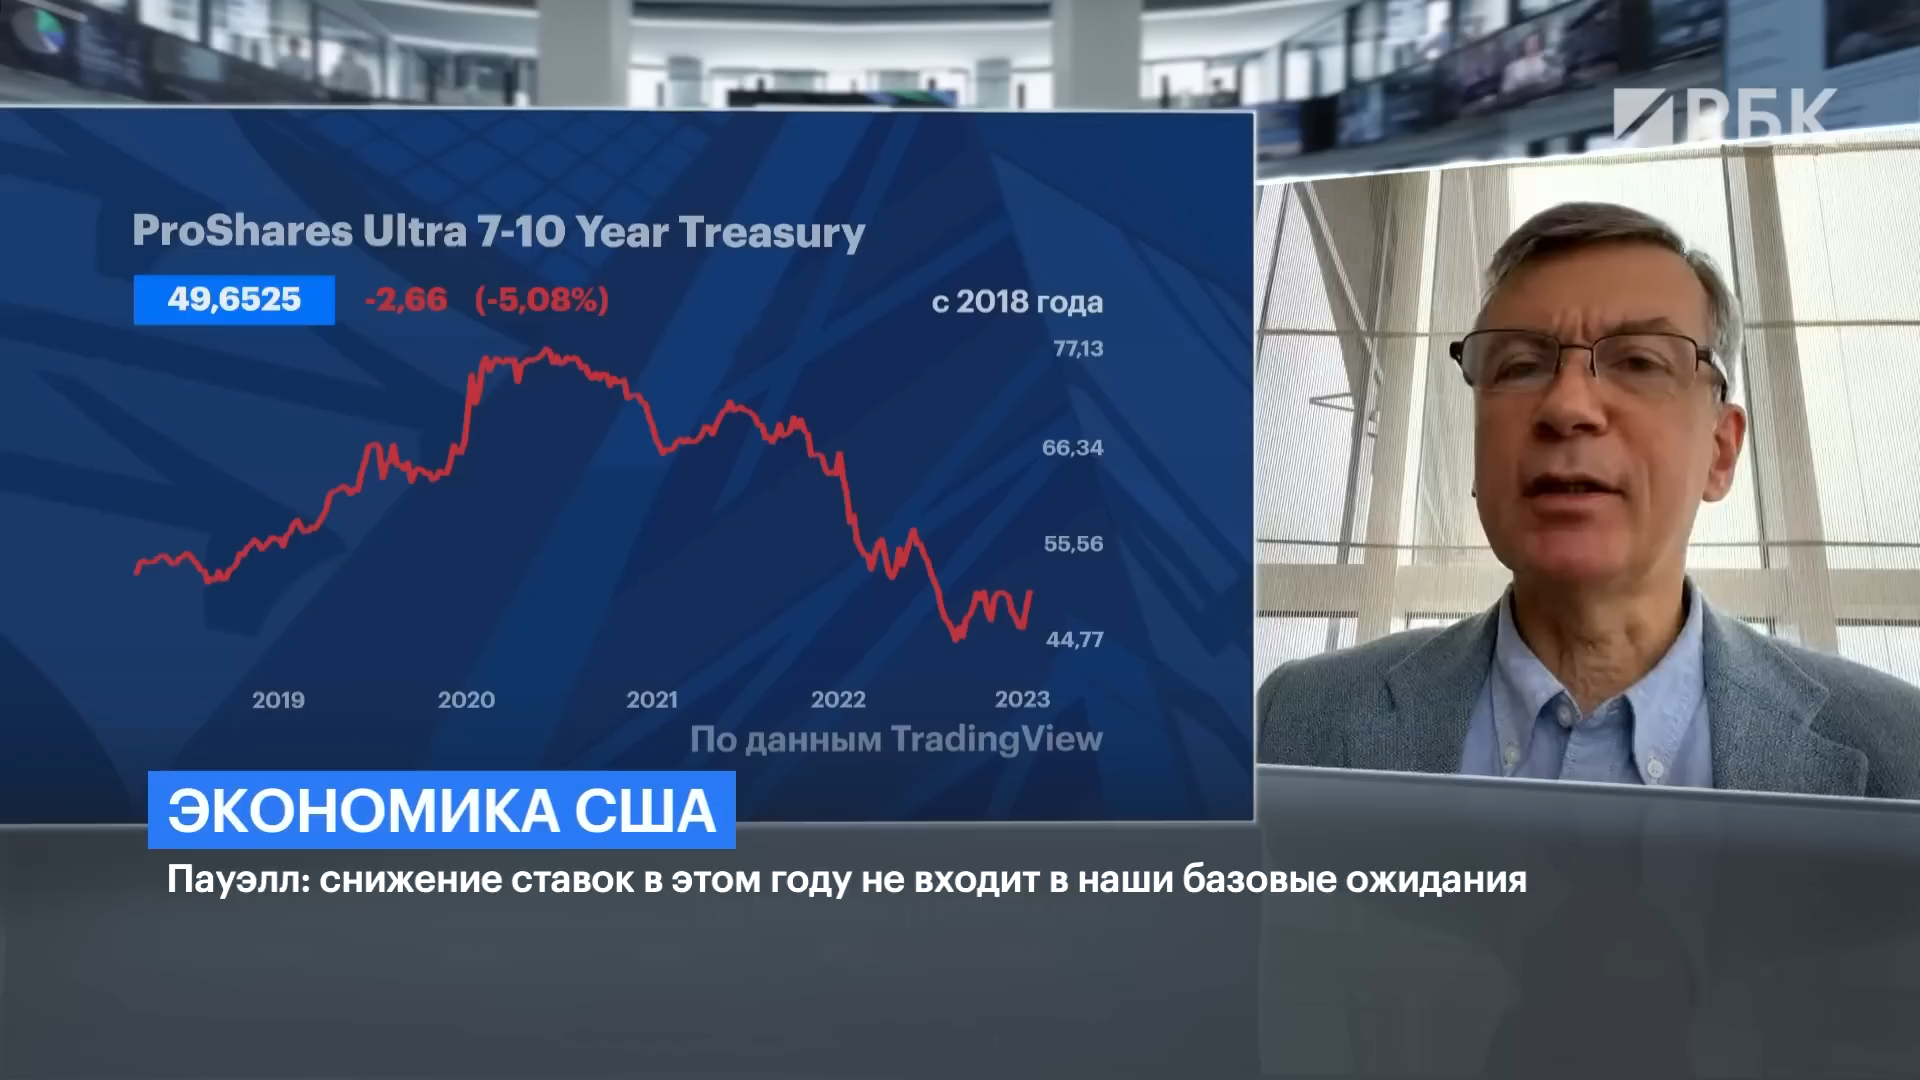 РБК
ProShares Ultra 7-10 Year Treasury
49,6525 -2,66 (-5,08%)
с 2018 года
77,13
66,34
55,56
44,77
2019 2020 2021 2022 2023
По данным TradingView
ЭКОНОМИКА США
Пауэлл: снижение ставок в этом году не входит в наши базовые ожидания